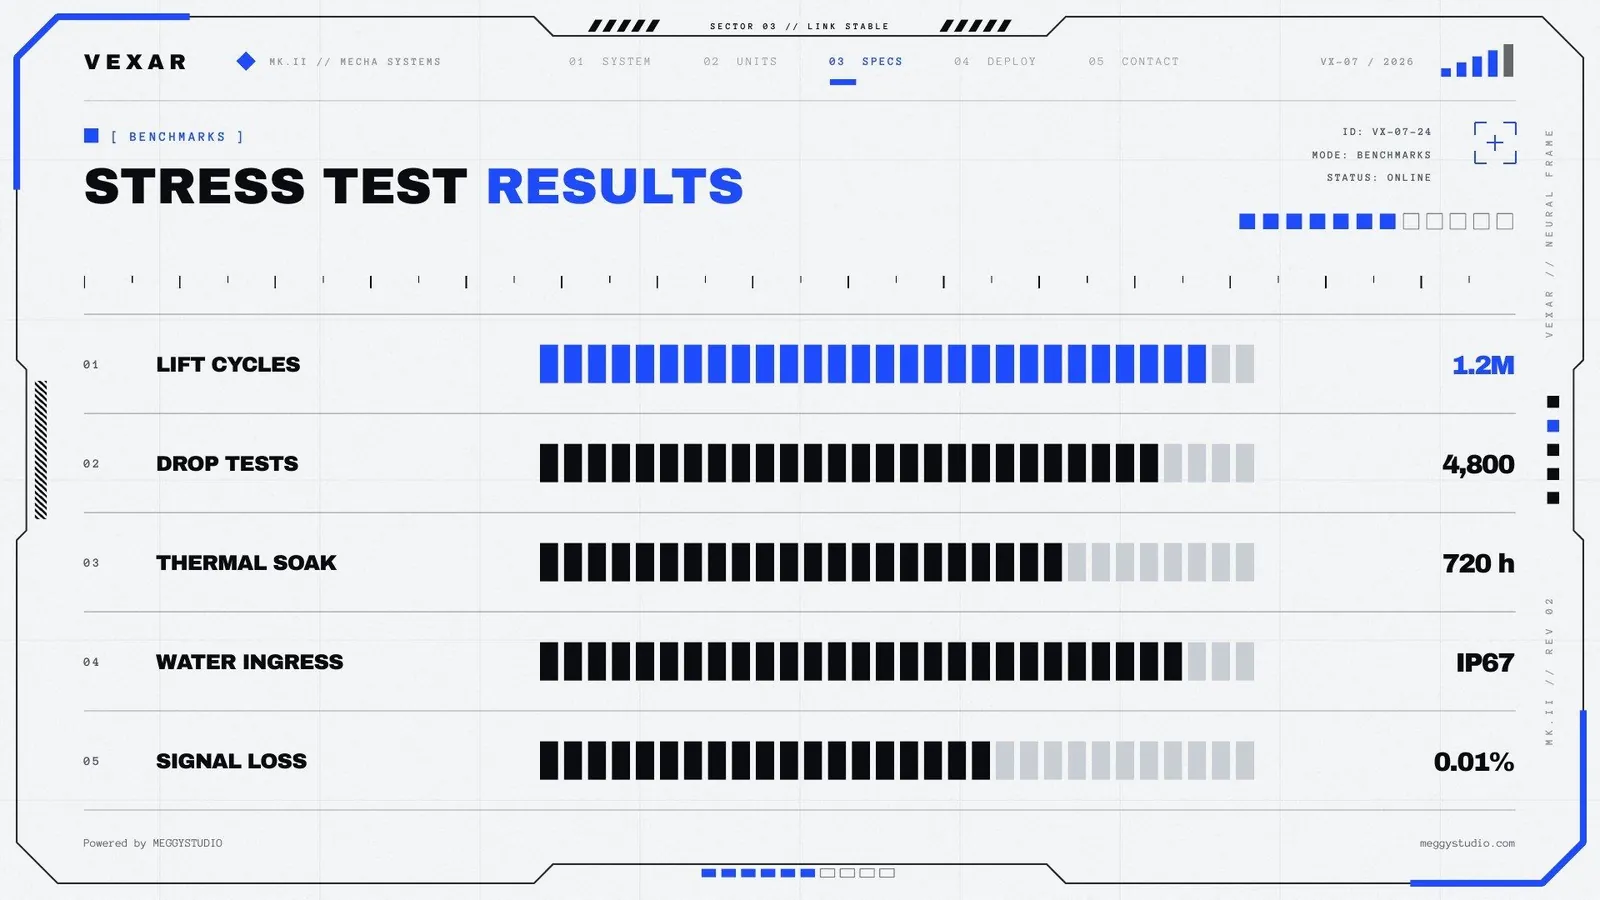 SECTOR 03 // LINK STABLE
VEXAR
MK.II // MECHA SYSTEMS
01 SYSTEM
02 UNITS
03 SPECS
04 DEPLOY
05 CONTACT
VX-07 / 2026
[ BENCHMARKS ]
STRESS TEST RESULTS
ID: VX-07-24
MODE: BENCHMARKS
STATUS: ONLINE
VEXAR // NEURAL FRAME
01 LIFT CYCLES 1.2M
02 DROP TESTS 4,800
03 THERMAL SOAK 720 h
04 WATER INGRESS IP67
05 SIGNAL LOSS 0.01%
MK.II // REV 02
Powered by MEGGYSTUDIO
meggystudio.com